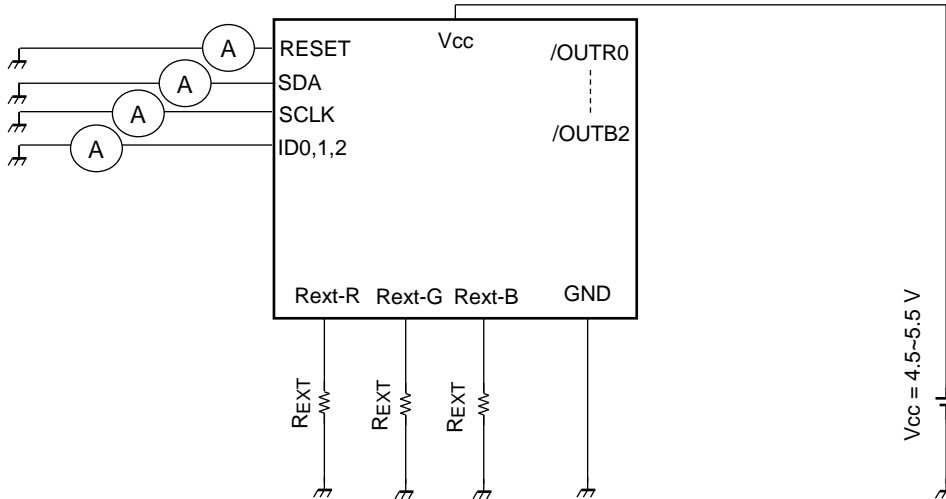 Vcc
A RESET
/OUTR0
A SDA
A SCLK
/OUTB2
A ID0,1,2
Rext-R Rext-G Rext-B GND
REXT REXT REXT
Vcc = 4.5~5.5 V